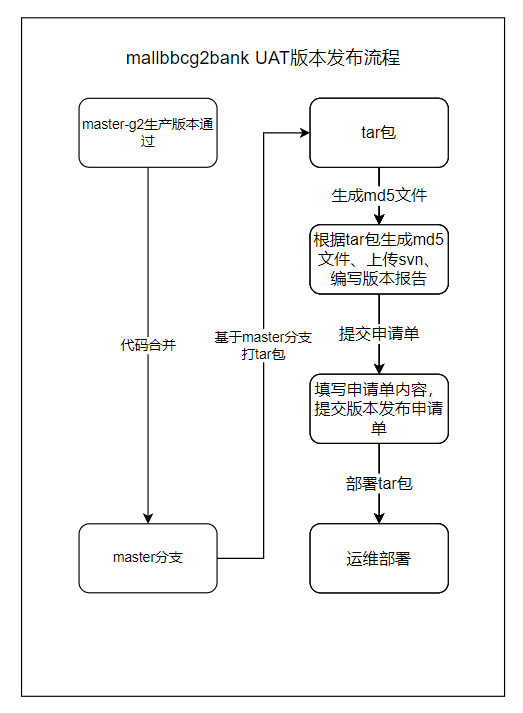 mallbbcg2bank UAT版本发布流程
master-g2生产版本通
过
代码合并
master分支
基于master分支
打tar包
tar包
生成md5文件
根据tar包生成md5
文件、上传svn、
编写版本报告
提交申请单
填写申请单内容，
提交版本发布申请
单
部署tar包
运维部署